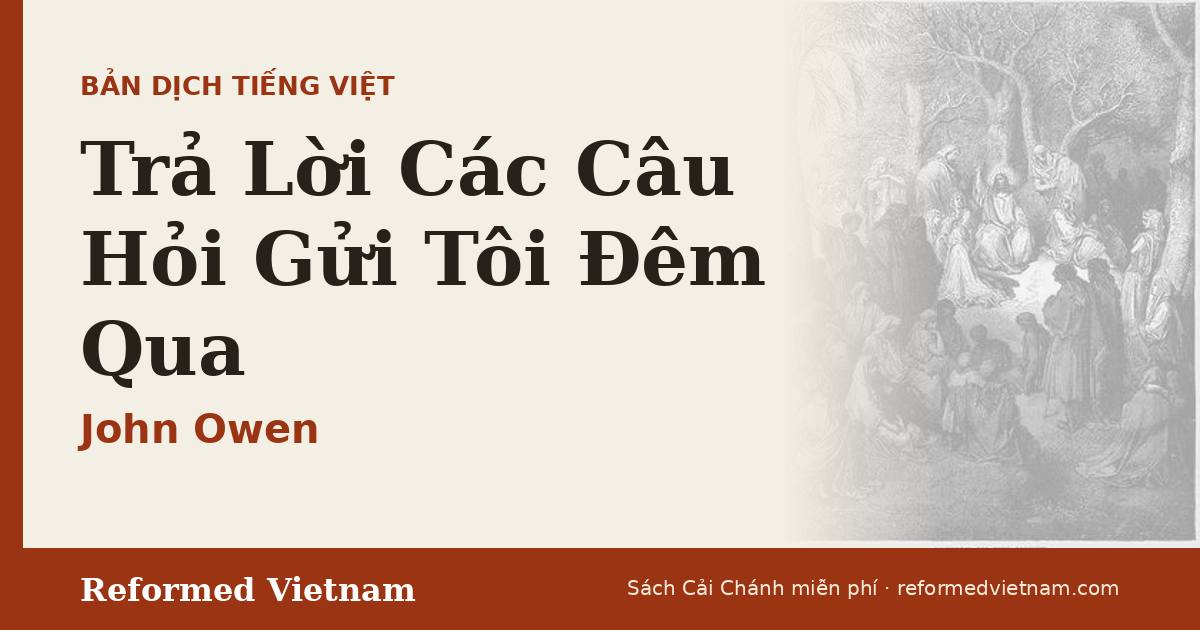 BẢN DỊCH TIẾNG VIỆT
Trả Lời Các Câu
Hỏi Gửi Tôi Đêm
Qua
John Owen
Reformed Vietnam
Sách Cải Chánh miễn phí · reformedvietnam.com